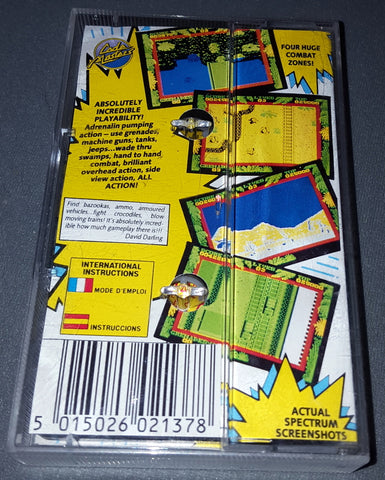 Code
Masters
FOUR HUGE
COMBAT
ZONES!
ABSOLUTELY
INCREDIBLE
PLAYABILITY!
Adrenalin pumping
action – use grenades,
machine guns, tanks,
jeeps...wade thru
swamps, hand to hand
combat, brilliant
overhead action, side
view action, ALL
ACTION!
Find bazookas, ammo, armoured
vehicles...fight crocodiles, blow
moving trains! It's absolutely incred-
ible how much gameplay there is!!!
David Darling
INTERNATIONAL
INSTRUCTIONS
MODE D'EMPLOI
INSTRUCCIONS
5 015026 021378
ACTUAL
SPECTRUM
SCREENSHOTS